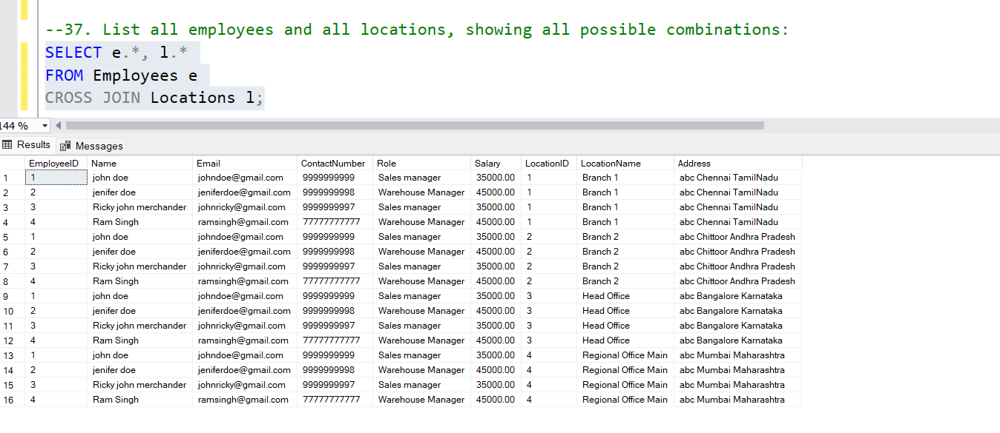 --37. List all employees and all locations, showing all possible combinations:
SELECT e.*, l.*
FROM Employees e
CROSS JOIN Locations l;
144 %
Results Messages
EmployeeID Name Email ContactNumber Role Salary LocationID LocationName Address
1 1 john doe johndoe@gmail.com 9999999999 Sales manager 35000.00 1 Branch 1 abc Chennai TamilNadu
2 2 jenifer doe jeniferdoe@gmail.com 9999999998 Warehouse Manager 45000.00 1 Branch 1 abc Chennai TamilNadu
3 3 Ricky john merchander johnricky@gmail.com 9999999997 Sales manager 35000.00 1 Branch 1 abc Chennai TamilNadu
4 4 Ram Singh ramsingh@gmail.com 77777777777 Warehouse Manager 45000.00 1 Branch 1 abc Chennai TamilNadu
5 1 john doe johndoe@gmail.com 9999999999 Sales manager 35000.00 2 Branch 2 abc Chittoor Andhra Pradesh
6 2 jenifer doe jeniferdoe@gmail.com 9999999998 Warehouse Manager 45000.00 2 Branch 2 abc Chittoor Andhra Pradesh
7 3 Ricky john merchander johnricky@gmail.com 9999999997 Sales manager 35000.00 2 Branch 2 abc Chittoor Andhra Pradesh
8 4 Ram Singh ramsingh@gmail.com 77777777777 Warehouse Manager 45000.00 2 Branch 2 abc Chittoor Andhra Pradesh
9 1 john doe johndoe@gmail.com 9999999999 Sales manager 35000.00 3 Head Office abc Bangalore Karnataka
10 2 jenifer doe jeniferdoe@gmail.com 9999999998 Warehouse Manager 45000.00 3 Head Office abc Bangalore Karnataka
11 3 Ricky john merchander johnricky@gmail.com 9999999997 Sales manager 35000.00 3 Head Office abc Bangalore Karnataka
12 4 Ram Singh ramsingh@gmail.com 77777777777 Warehouse Manager 45000.00 3 Head Office abc Bangalore Karnataka
13 1 john doe johndoe@gmail.com 9999999999 Sales manager 35000.00 4 Regional Office Main abc Mumbai Maharashtra
14 2 jenifer doe jeniferdoe@gmail.com 9999999998 Warehouse Manager 45000.00 4 Regional Office Main abc Mumbai Maharashtra
15 3 Ricky john merchander johnricky@gmail.com 9999999997 Sales manager 35000.00 4 Regional Office Main abc Mumbai Maharashtra
16 4 Ram Singh ramsingh@gmail.com 77777777777 Warehouse Manager 45000.00 4 Regional Office Main abc Mumbai Maharashtra